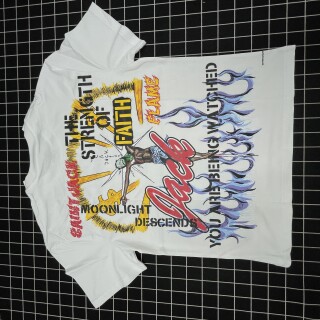 SAINT JACK
THE
STRENGTH
OF
FAITH
FLAME
Jack
MOONLIGHT
DESCENDS
YOU ARE BEING WATCHED